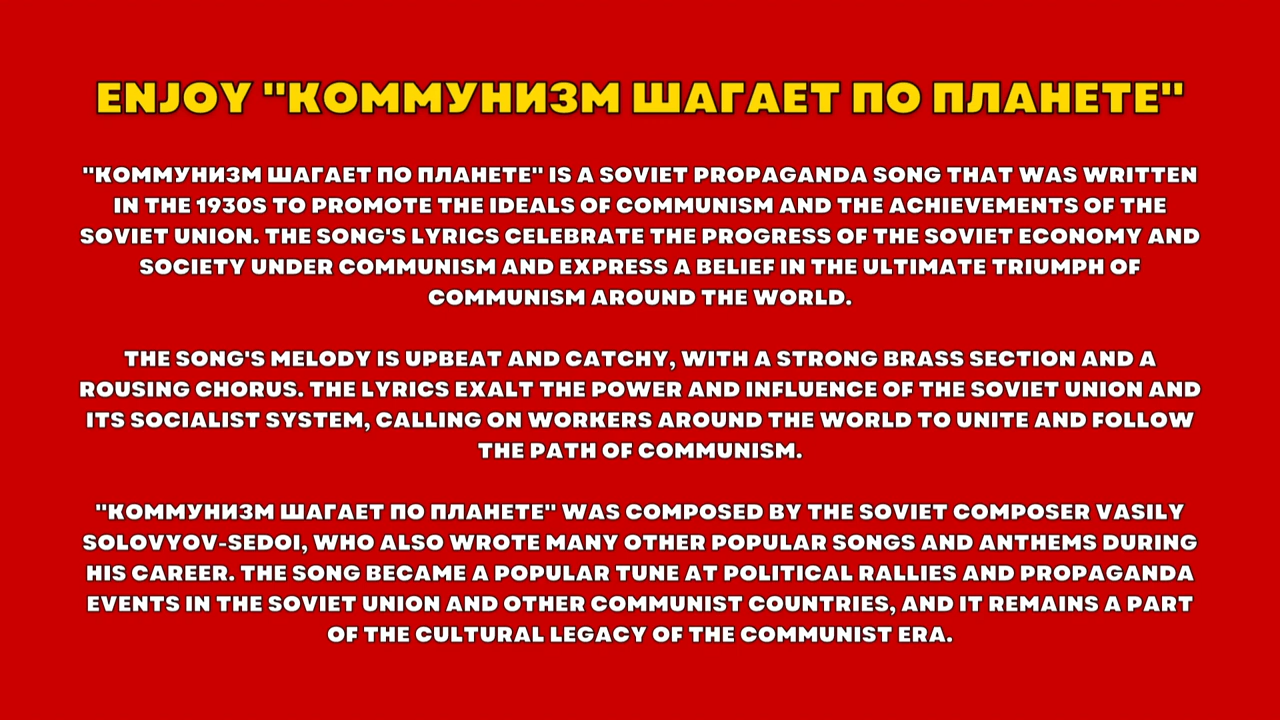 ENJOY "КОММУНИЗМ ШАГАЕТ ПО ПЛАНЕТЕ"
"КОММУНИЗМ ШАГАЕТ ПО ПЛАНЕТЕ" IS A SOVIET PROPAGANDA SONG THAT WAS WRITTEN
IN THE 1930S TO PROMOTE THE IDEALS OF COMMUNISM AND THE ACHIEVEMENTS OF THE
SOVIET UNION. THE SONG'S LYRICS CELEBRATE THE PROGRESS OF THE SOVIET ECONOMY AND
SOCIETY UNDER COMMUNISM AND EXPRESS A BELIEF IN THE ULTIMATE TRIUMPH OF
COMMUNISM AROUND THE WORLD.
THE SONG'S MELODY IS UPBEAT AND CATCHY, WITH A STRONG BRASS SECTION AND A
ROUSING CHORUS. THE LYRICS EXALT THE POWER AND INFLUENCE OF THE SOVIET UNION AND
ITS SOCIALIST SYSTEM, CALLING ON WORKERS AROUND THE WORLD TO UNITE AND FOLLOW
THE PATH OF COMMUNISM.
"КОММУНИЗМ ШАГАЕТ ПО ПЛАНЕТЕ" WAS COMPOSED BY THE SOVIET COMPOSER VASILY
SOLOVYOV-SEDOI, WHO ALSO WROTE MANY OTHER POPULAR SONGS AND ANTHEMS DURING
HIS CAREER. THE SONG BECAME A POPULAR TUNE AT POLITICAL RALLIES AND PROPAGANDA
EVENTS IN THE SOVIET UNION AND OTHER COMMUNIST COUNTRIES, AND IT REMAINS A PART
OF THE CULTURAL LEGACY OF THE COMMUNIST ERA.